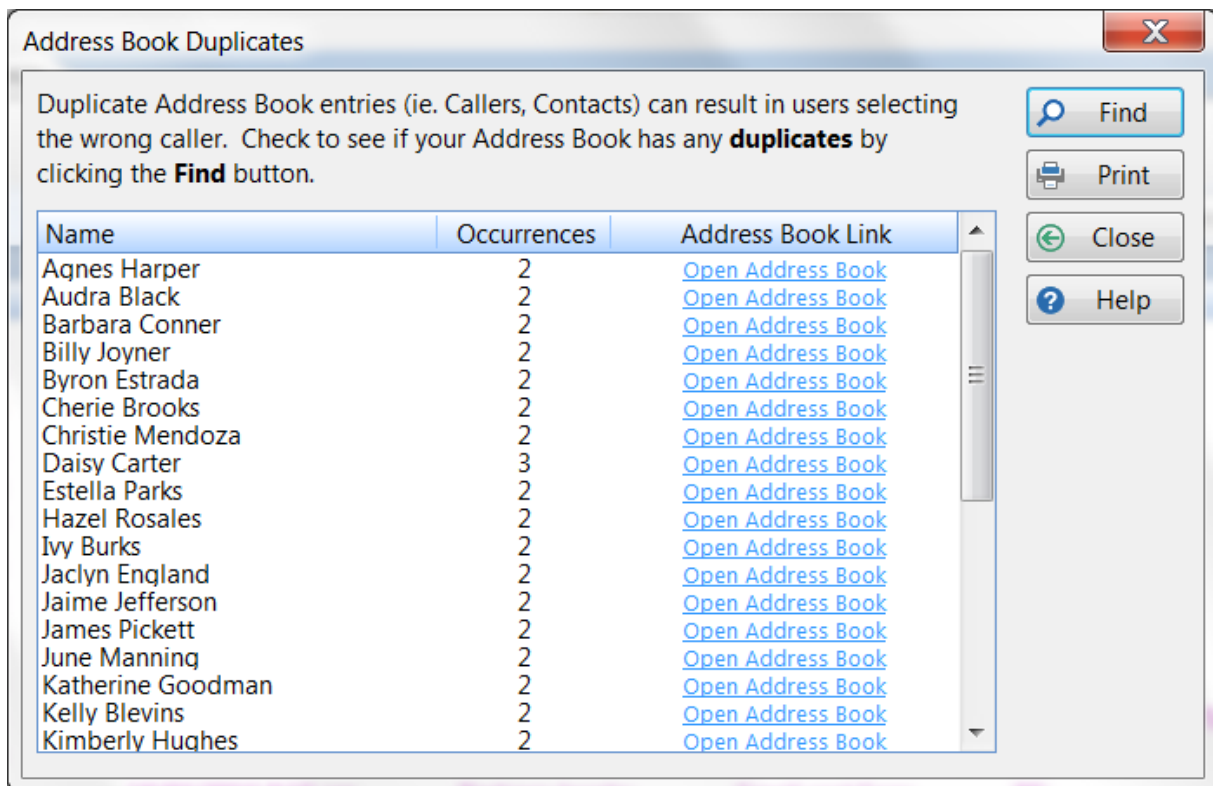 Address Book Duplicates
Duplicate Address Book entries (ie. Callers, Contacts) can result in users selecting
the wrong caller.  Check to see if your Address Book has any duplicates by
clicking the Find button.
Find
Print
Close
Help
Name Occurrences Address Book Link
Agnes Harper 2 Open Address Book
Audra Black 2 Open Address Book
Barbara Conner 2 Open Address Book
Billy Joyner 2 Open Address Book
Byron Estrada 2 Open Address Book
Cherie Brooks 2 Open Address Book
Christie Mendoza 2 Open Address Book
Daisy Carter 3 Open Address Book
Estella Parks 2 Open Address Book
Hazel Rosales 2 Open Address Book
Ivy Burks 2 Open Address Book
Jaclyn England 2 Open Address Book
Jaime Jefferson 2 Open Address Book
James Pickett 2 Open Address Book
June Manning 2 Open Address Book
Katherine Goodman 2 Open Address Book
Kelly Blevins 2 Open Address Book
Kimberly Hughes 2 Open Address Book